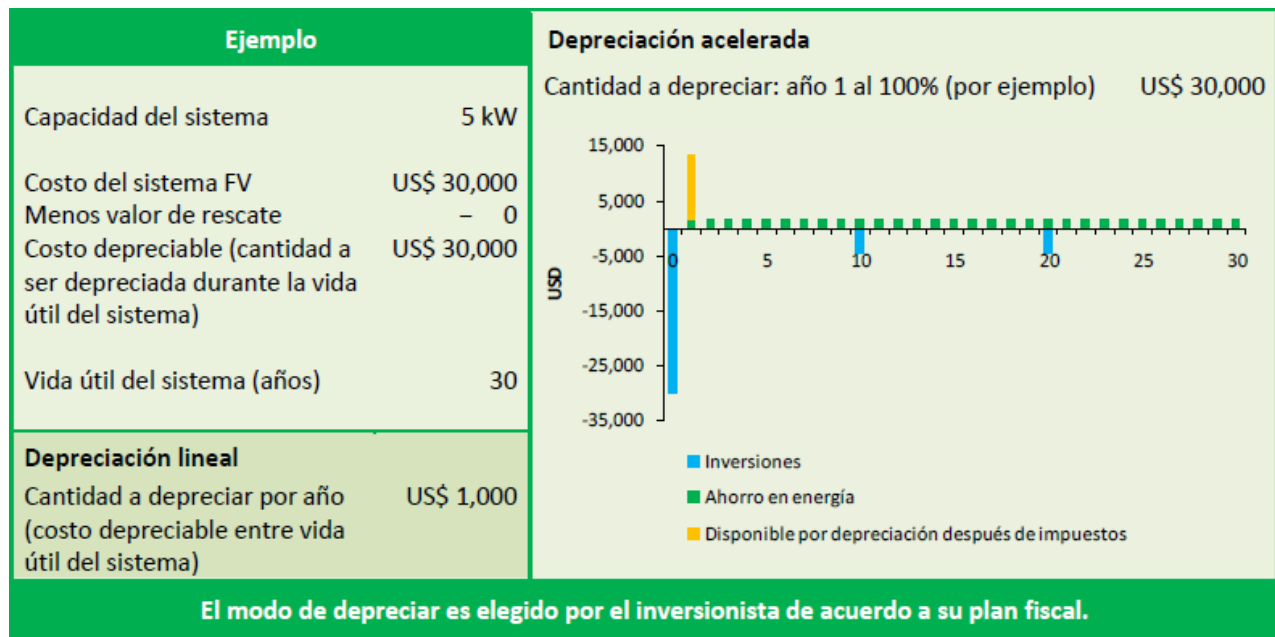 Ejemplo
Capacidad del sistema 5 kW
Costo del sistema FV US$ 30,000
Menos valor de rescate – 0
Costo depreciable (cantidad a US$ 30,000
ser depreciada durante la vida
útil del sistema)
Vida útil del sistema (años) 30
Depreciación lineal
Cantidad a depreciar por año US$ 1,000
(costo depreciable entre vida
útil del sistema)
Depreciación acelerada
Cantidad a depreciar: año 1 al 100% (por ejemplo) US$ 30,000
15,000
5,000
-5,000
-15,000
-25,000
-35,000
USD
0 5 10 15 20 25 30
Inversiones
Ahorro en energía
Disponible por depreciación después de impuestos
El modo de depreciar es elegido por el inversionista de acuerdo a su plan fiscal.